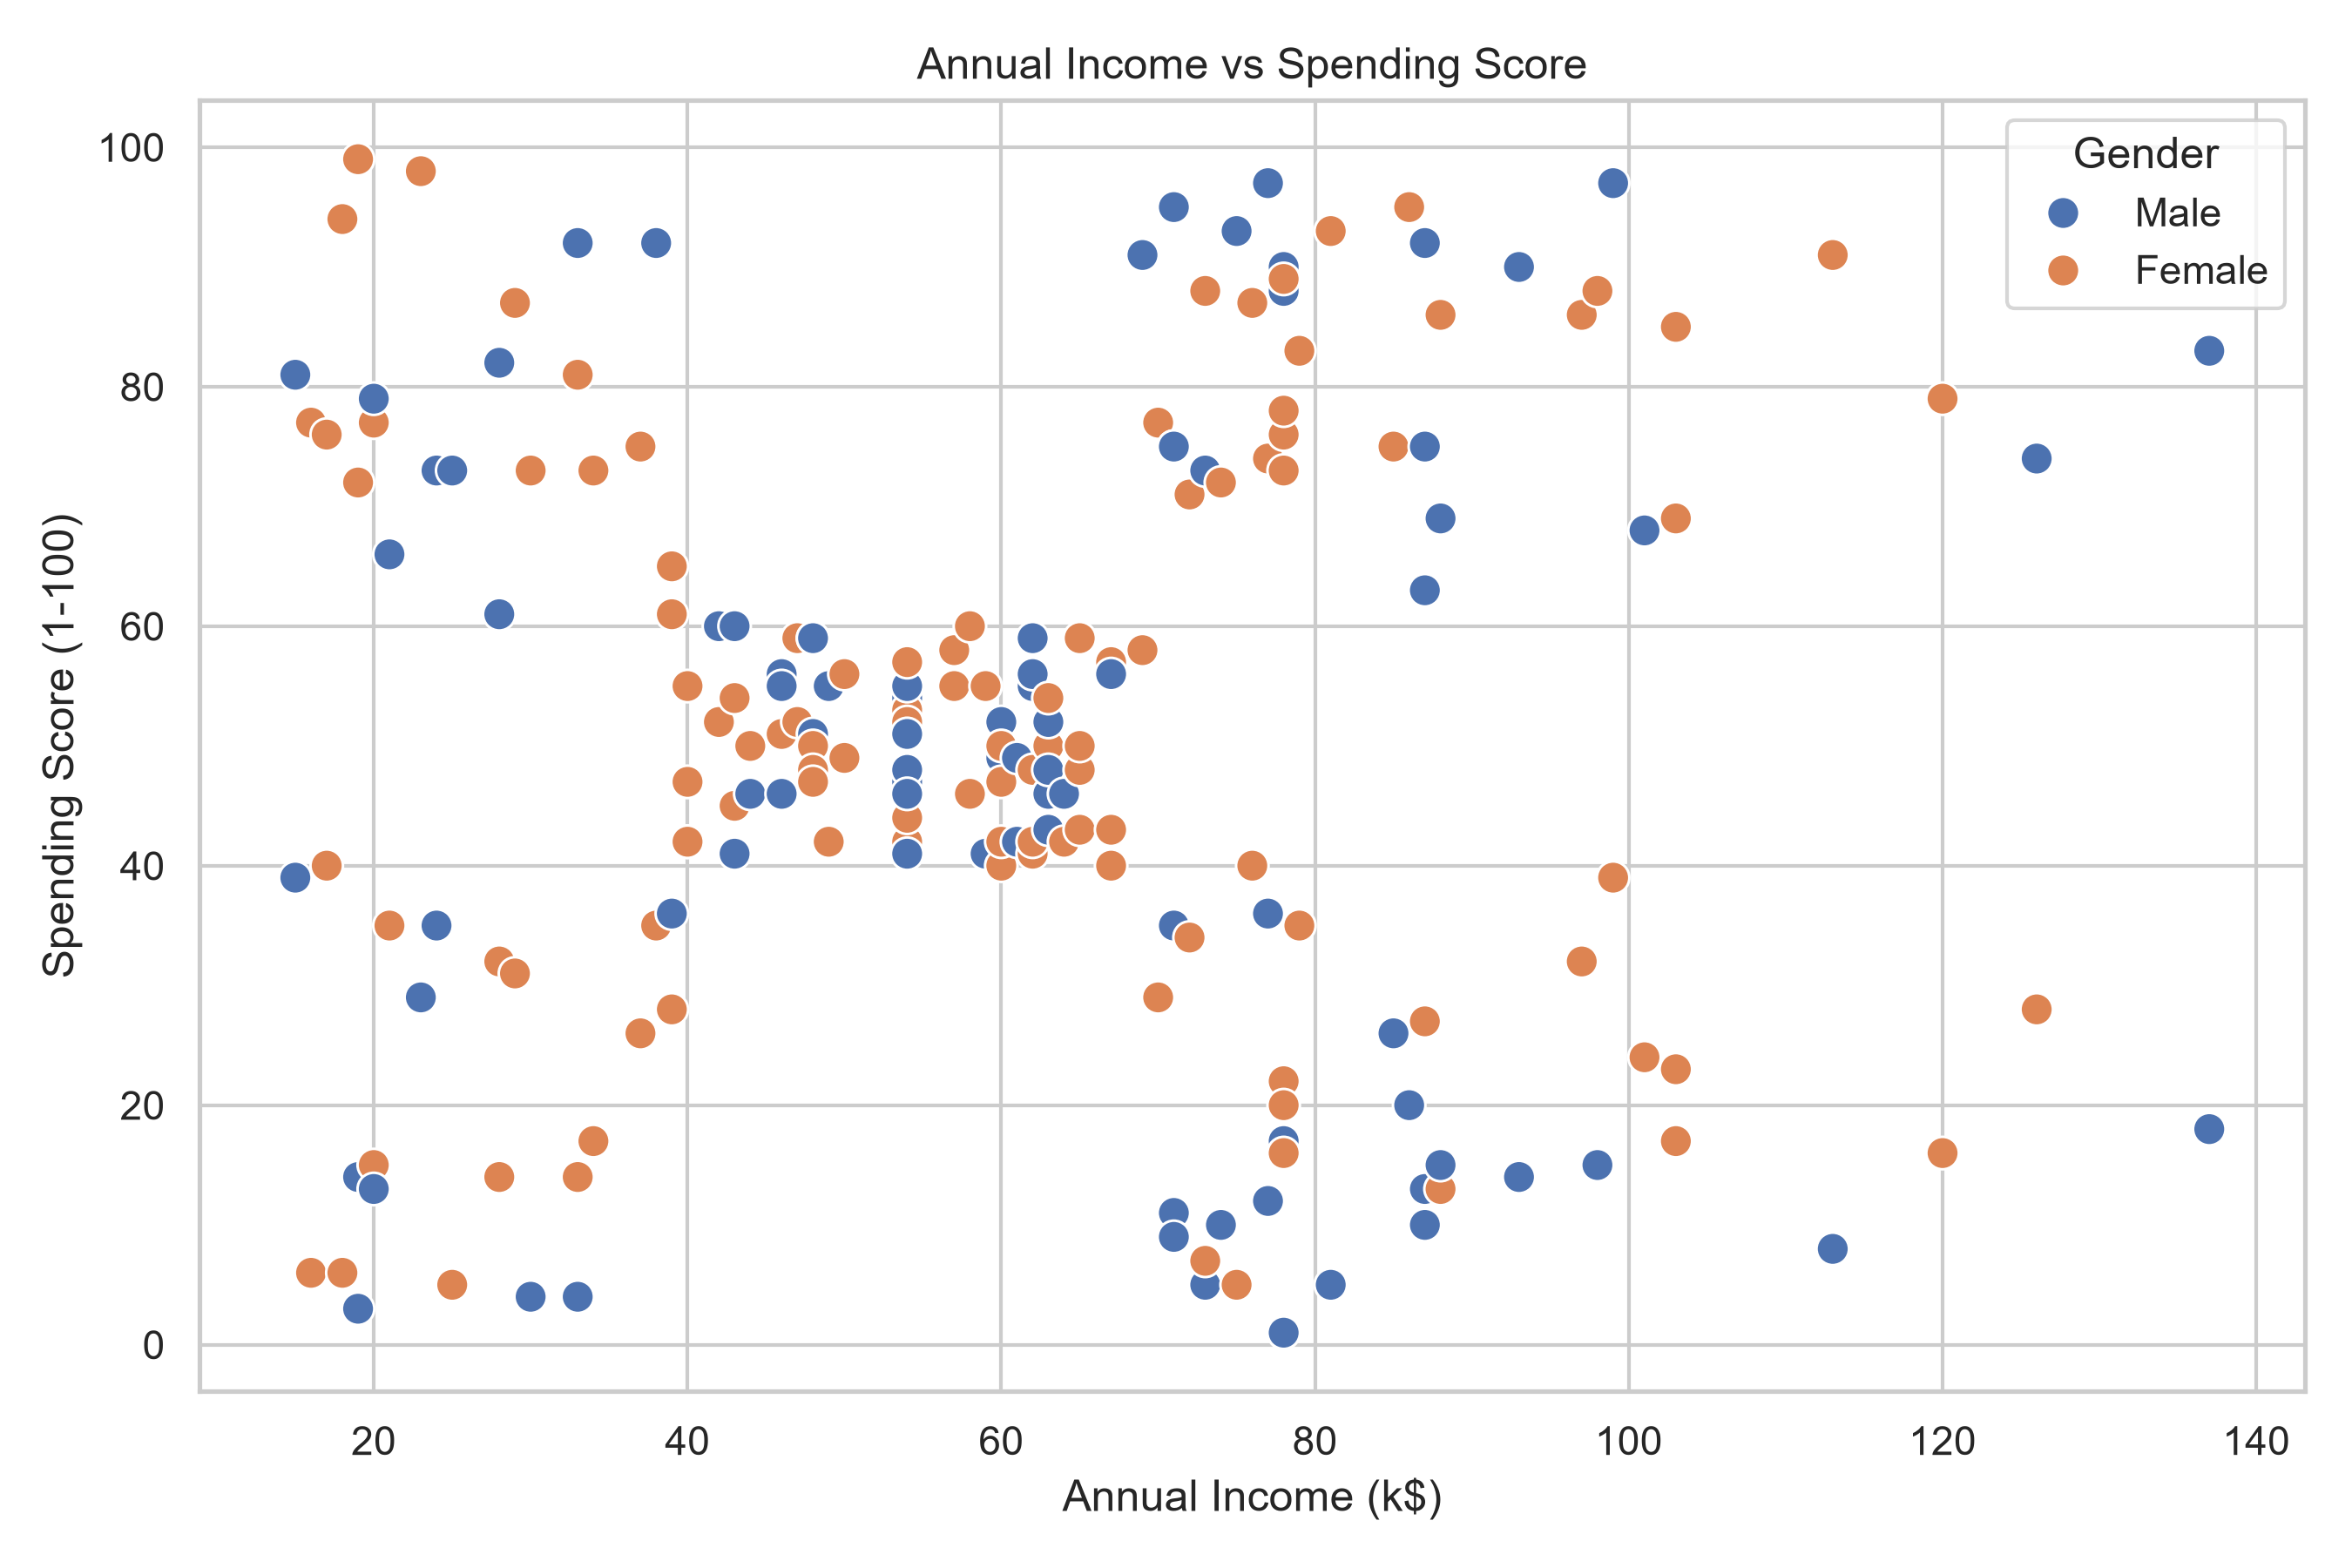 Annual Income vs Spending Score
Gender
Male
Female
Spending Score (1-100)
100
80
60
40
20
0
20 40 60 80 100 120 140
Annual Income (k$)